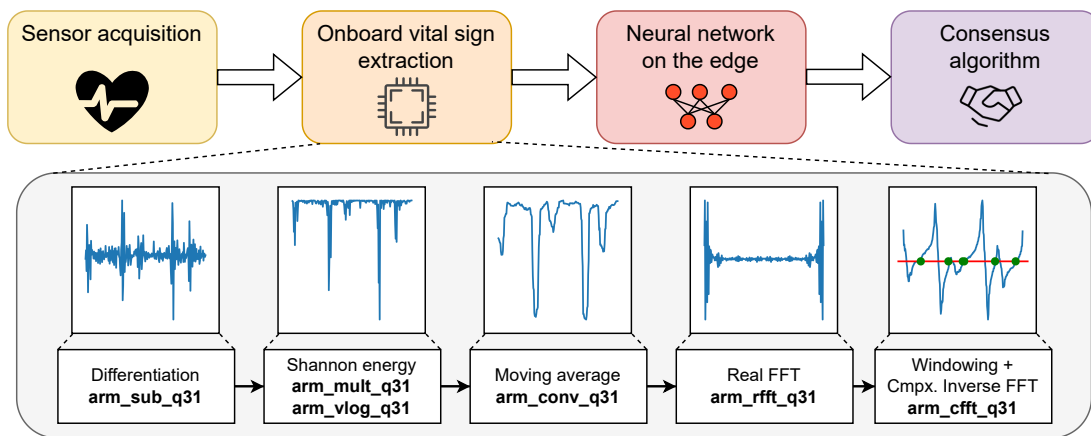 Sensor acquisition
Onboard vital sign
extraction
Neural network
on the edge
Consensus
algorithm
Differentiation
arm_sub_q31
Shannon energy
arm_mult_q31
arm_vlog_q31
Moving average
arm_conv_q31
Real FFT
arm_rfft_q31
Windowing +
Cmpx. Inverse FFT
arm_cfft_q31